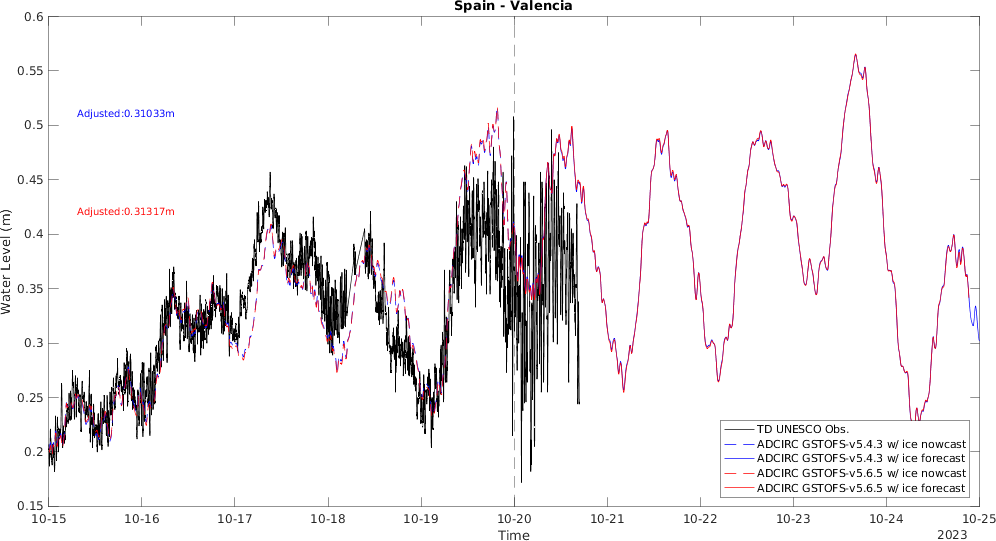 Spain - Valencia
0.6
0.55
0.5
0.45
0.4
0.35
0.3
0.25
0.2
0.15
Water Level (m)
Adjusted:0.31033m
Adjusted:0.31317m
TD UNESCO Obs.
ADCIRC GSTOFS-v5.4.3 w/ ice nowcast
ADCIRC GSTOFS-v5.4.3 w/ ice forecast
ADCIRC GSTOFS-v5.6.5 w/ ice nowcast
ADCIRC GSTOFS-v5.6.5 w/ ice forecast
10-15 10-16 10-17 10-18 10-19 10-20 10-21 10-22 10-23 10-24 10-25
Time
2023